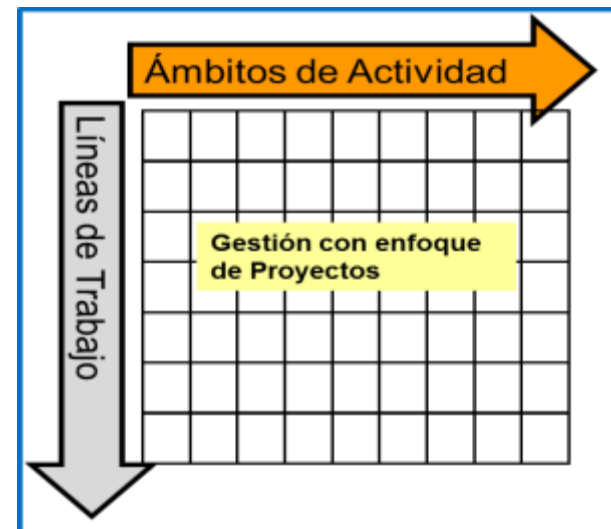 Ámbitos de Actividad
Líneas de Trabajo
Gestión con enfoque
de Proyectos